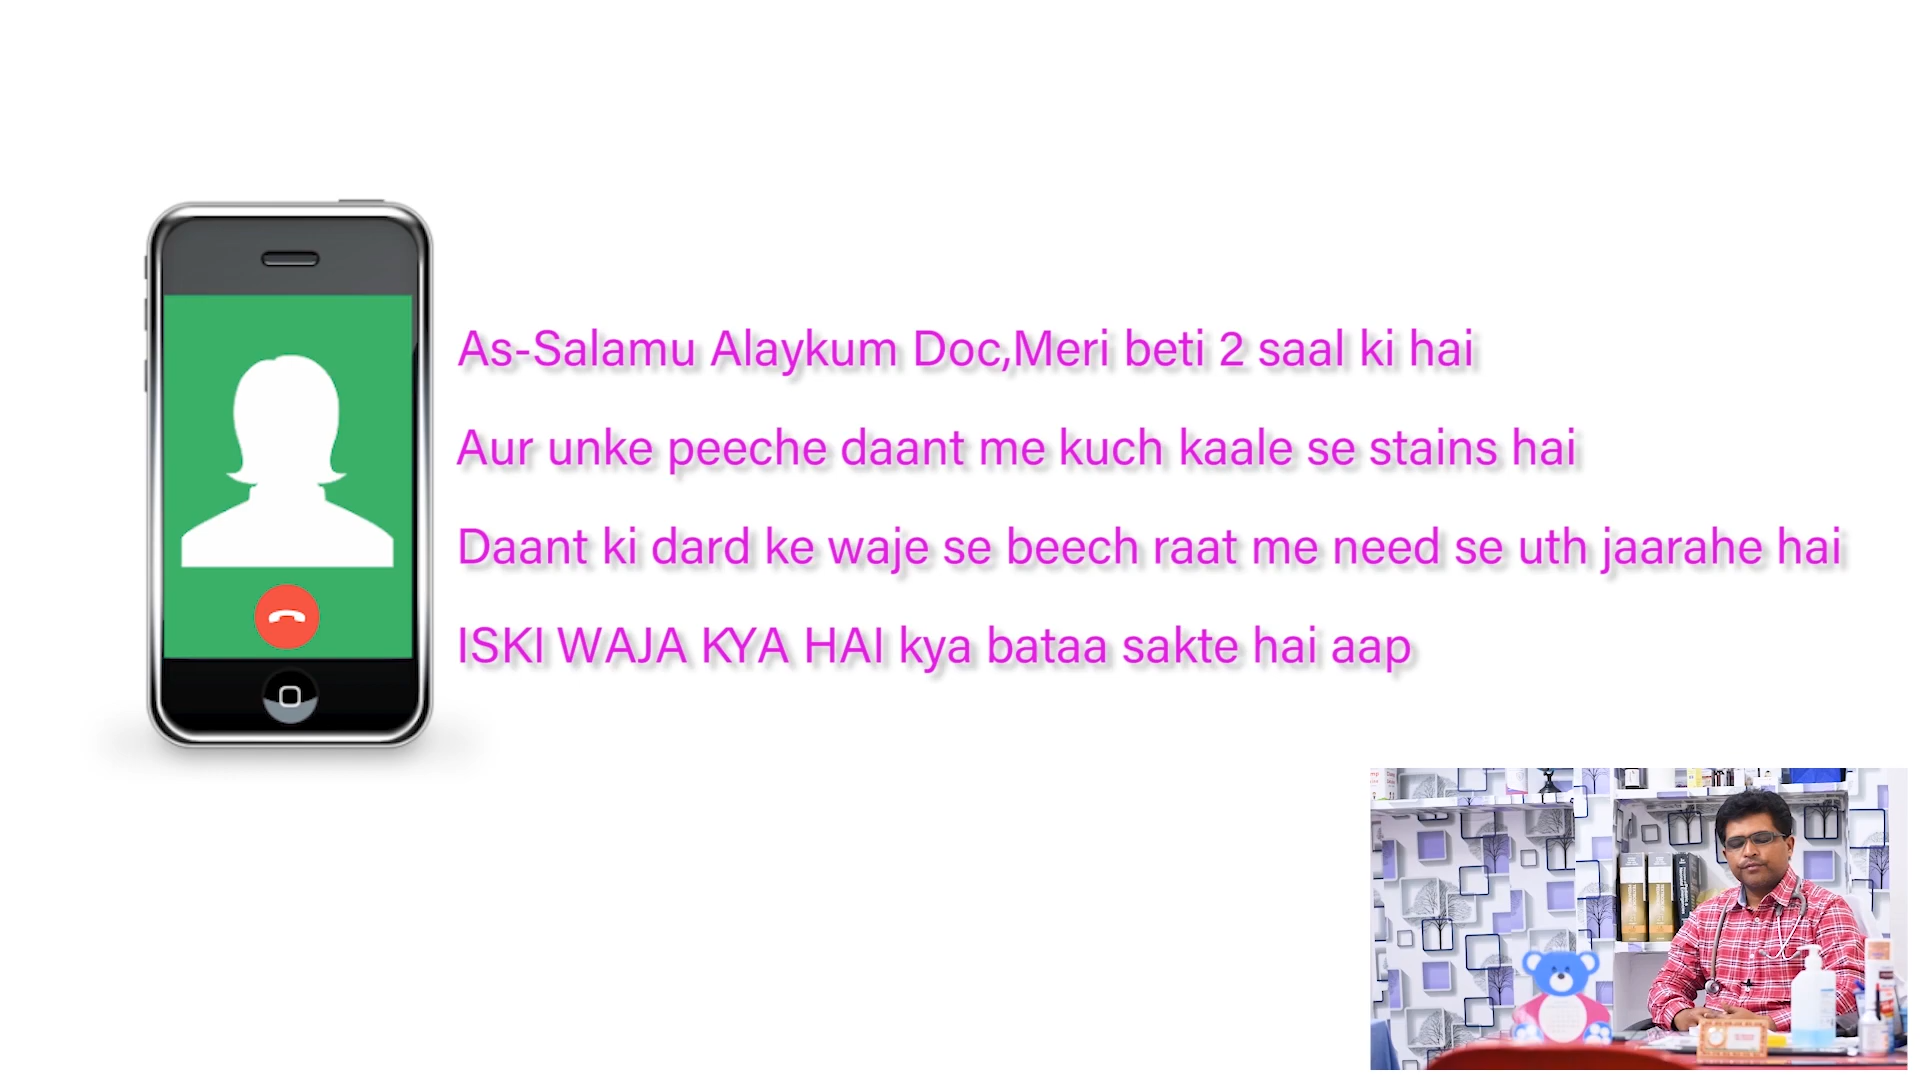 As-Salamu Alaykum Doc,Meri beti 2 saal ki hai
Aur unke peeche daant me kuch kaale se stains hai
Daant ki dard ke waje se beech raat me need se uth jaarahe hai
ISKI WAJA KYA HAI kya bataa sakte hai aap